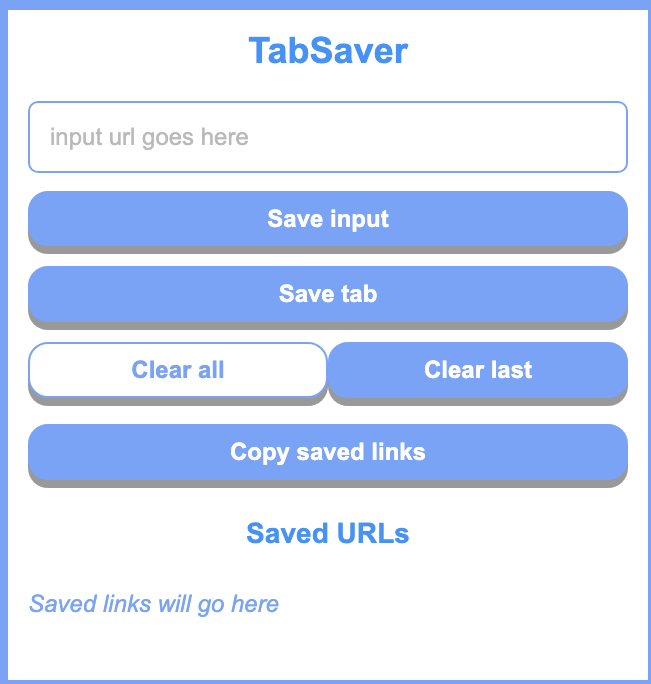 TabSaver
input url goes here
Save input
Save tab
Clear all Clear last
Copy saved links
Saved URLs
Saved links will go here